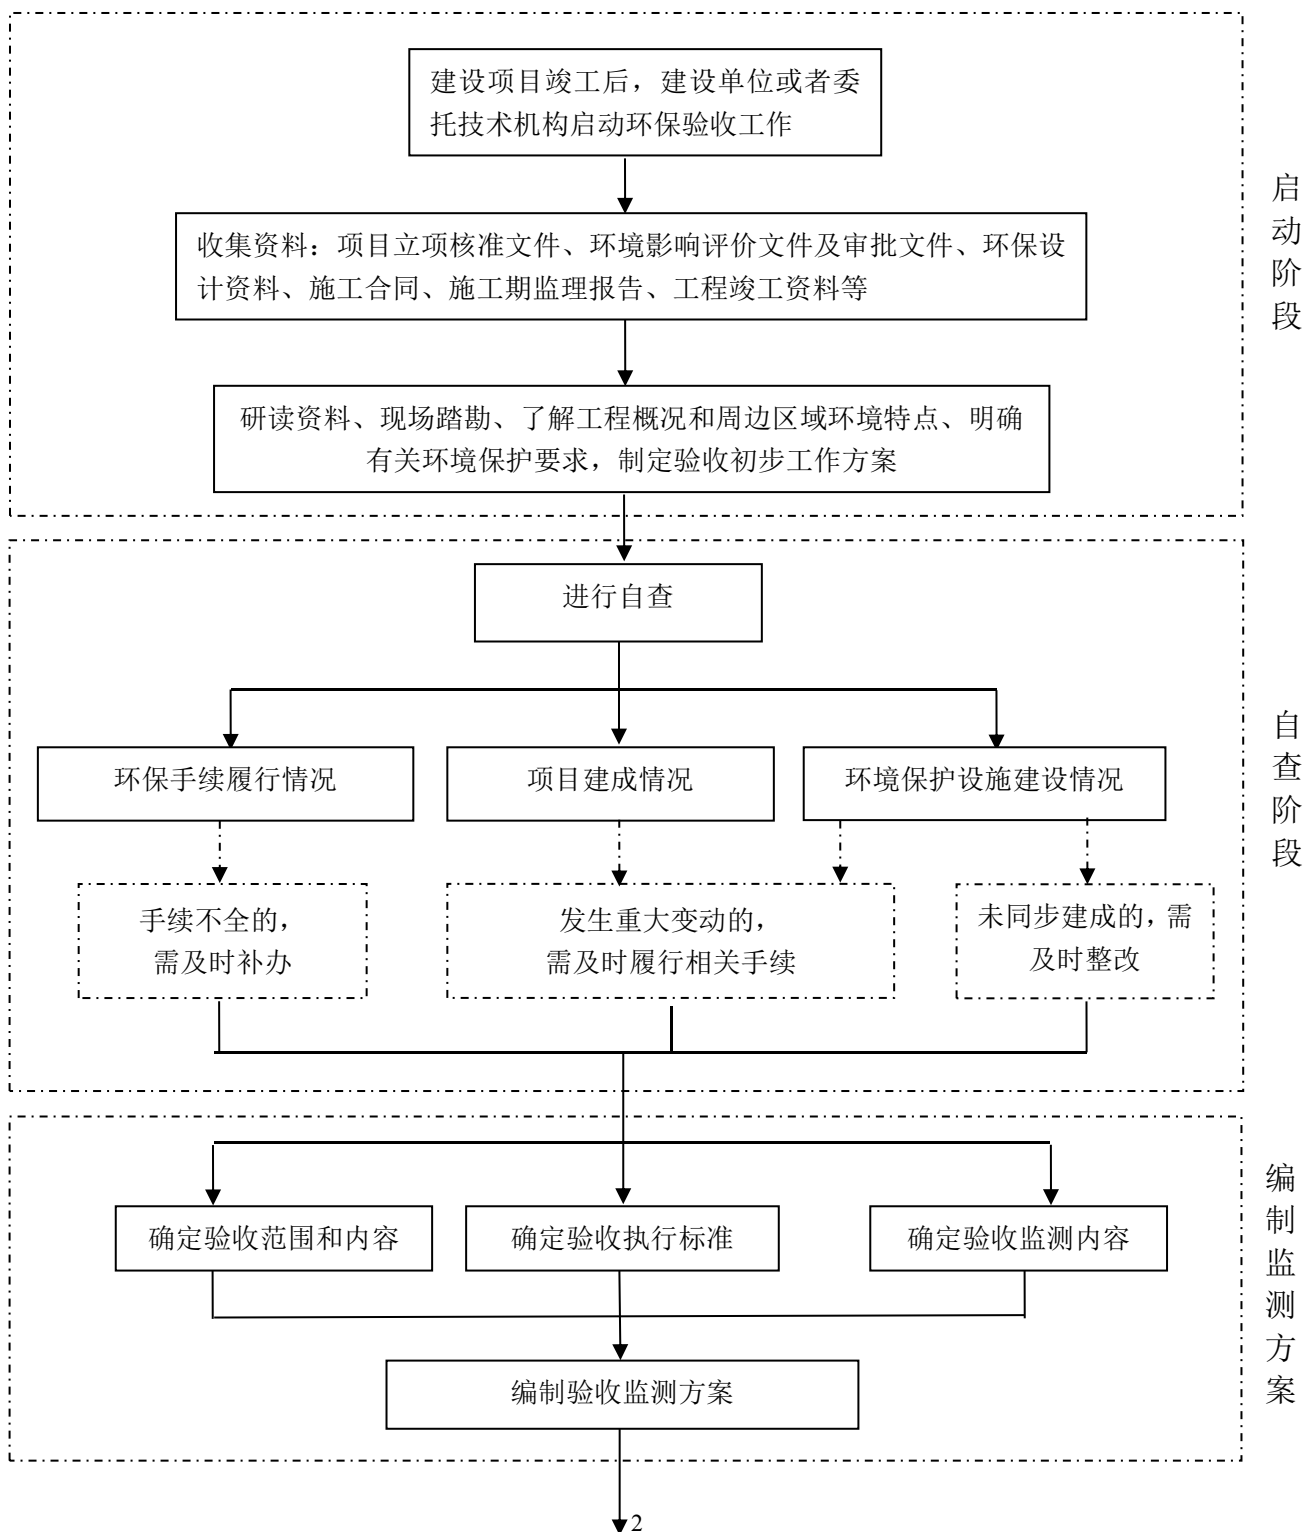 建设项目竣工后，建设单位或者委
托技术机构启动环保验收工作
收集资料：项目立项核准文件、环境影响评价文件及审批文件、环保设
计资料、施工合同、施工期监理报告、工程竣工资料等
研读资料、现场踏勘、了解工程概况和周边区域环境特点、明确
有关环境保护要求，制定验收初步工作方案
启动阶段
进行自查
环保手续履行情况
项目建成情况
环境保护设施建设情况
手续不全的，
需及时补办
发生重大变动的，
需及时履行相关手续
未同步建成的，需
及时整改
自查阶段
确定验收范围和内容
确定验收执行标准
确定验收监测内容
编制验收监测方案
编制监测方案
2